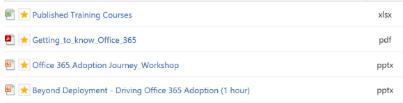 Published Training Courses xlsx
Getting_to_know_Office_365 pdf
Office 365 Adoption Journey_Workshop pptx
Beyond Deployment - Driving Office 365 Adoption (1 hour) pptx